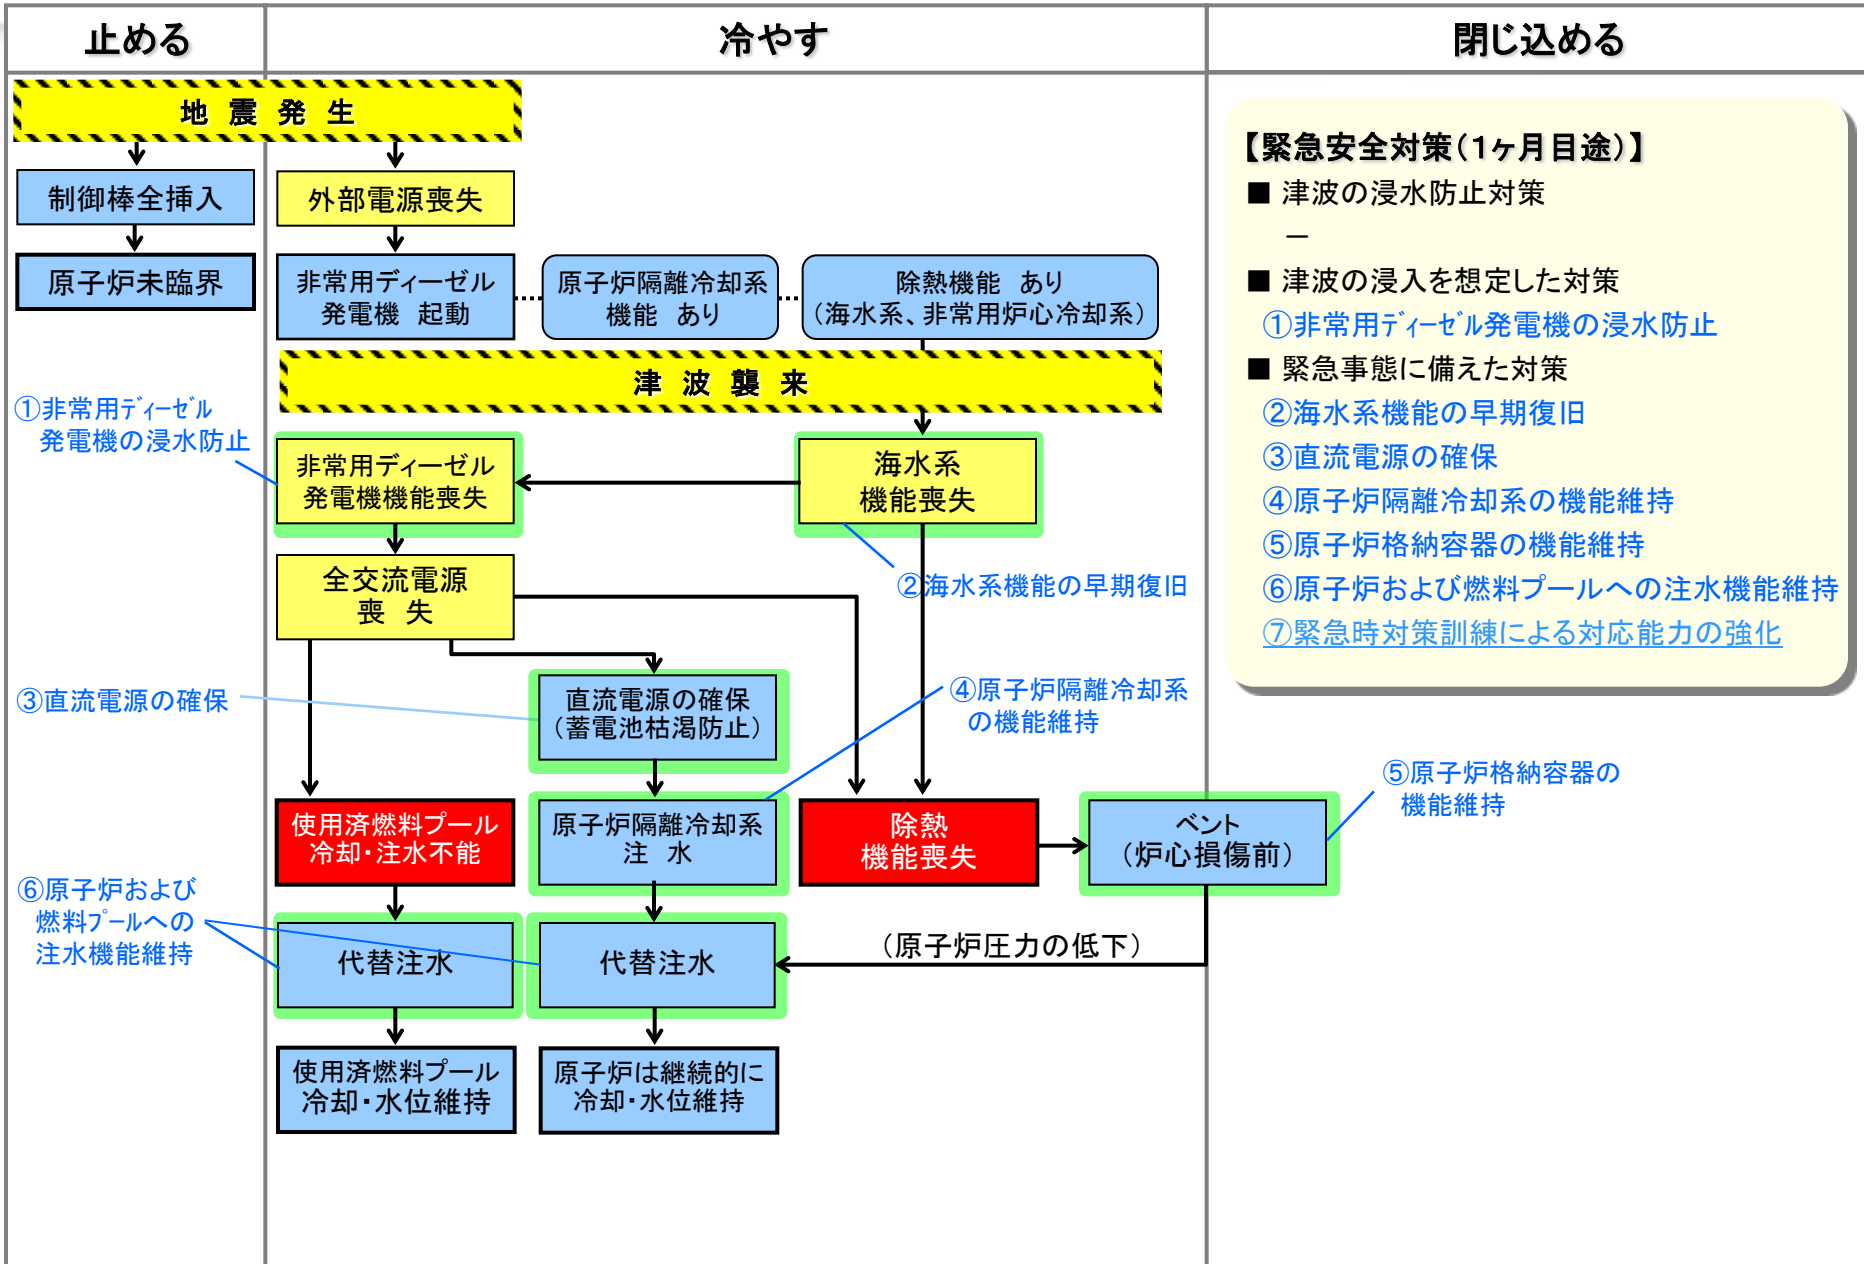 止める
冷やす
閉じ込める
地 震 発 生
制御棒全挿入
原子炉未臨界
外部電源喪失
非常用ディーゼル
発電機 起動
原子炉隔離冷却系
機能 あり
除熱機能 あり
(海水系、非常用炉心冷却系)
津 波 襲 来
①非常用ディーゼル
発電機の浸水防止
非常用ディーゼル
発電機機能喪失
海水系
機能喪失
②海水系機能の早期復旧
全交流電源
喪 失
③直流電源の確保
直流電源の確保
(蓄電池枯渇防止)
④原子炉隔離冷却系
の機能維持
使用済燃料プール
冷却・注水不能
原子炉隔離冷却系
注 水
除熱
機能喪失
ベント
(炉心損傷前)
⑤原子炉格納容器の
機能維持
⑥原子炉および
燃料プールへの
注水機能維持
代替注水
代替注水
(原子炉圧力の低下)
使用済燃料プール
冷却・水位維持
原子炉は継続的に
冷却・水位維持
【緊急安全対策(1ヶ月目途)】
■ 津波の浸水防止対策
－
■ 津波の浸入を想定した対策
①非常用ディーゼル発電機の浸水防止
■ 緊急事態に備えた対策
②海水系機能の早期復旧
③直流電源の確保
④原子炉隔離冷却系の機能維持
⑤原子炉格納容器の機能維持
⑥原子炉および燃料プールへの注水機能維持
⑦緊急時対策訓練による対応能力の強化